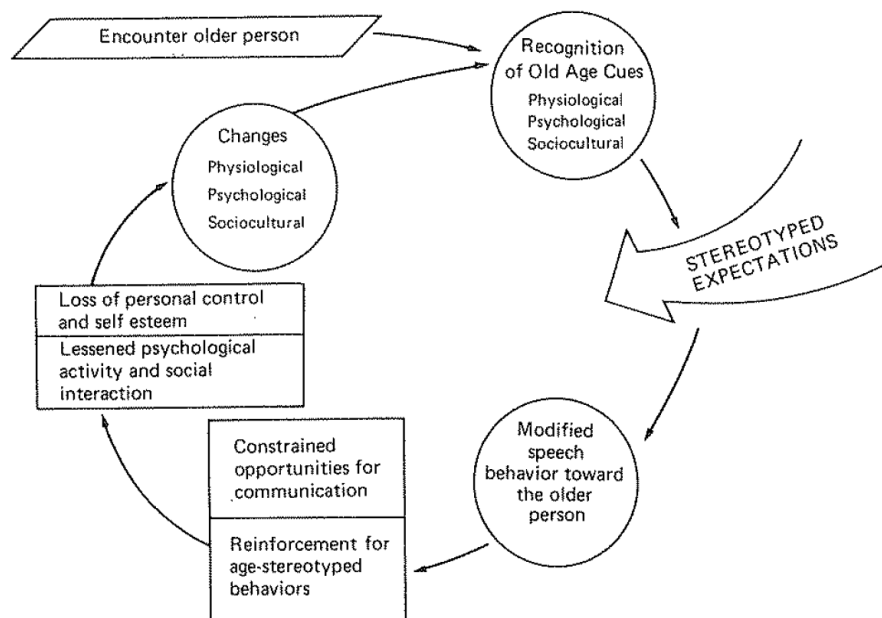 Encounter older person
Recognition
of Old Age Cues
Physiological
Psychological
Sociocultural
Changes
Physiological
Psychological
Sociocultural
STEREOTYPED
EXPECTATIONS
Loss of personal control
and self esteem
Lessened psychological
activity and social
interaction
Constrained
opportunities for
communication
Reinforcement for
age-stereotyped
behaviors
Modified
speech
behavior toward
the older
person